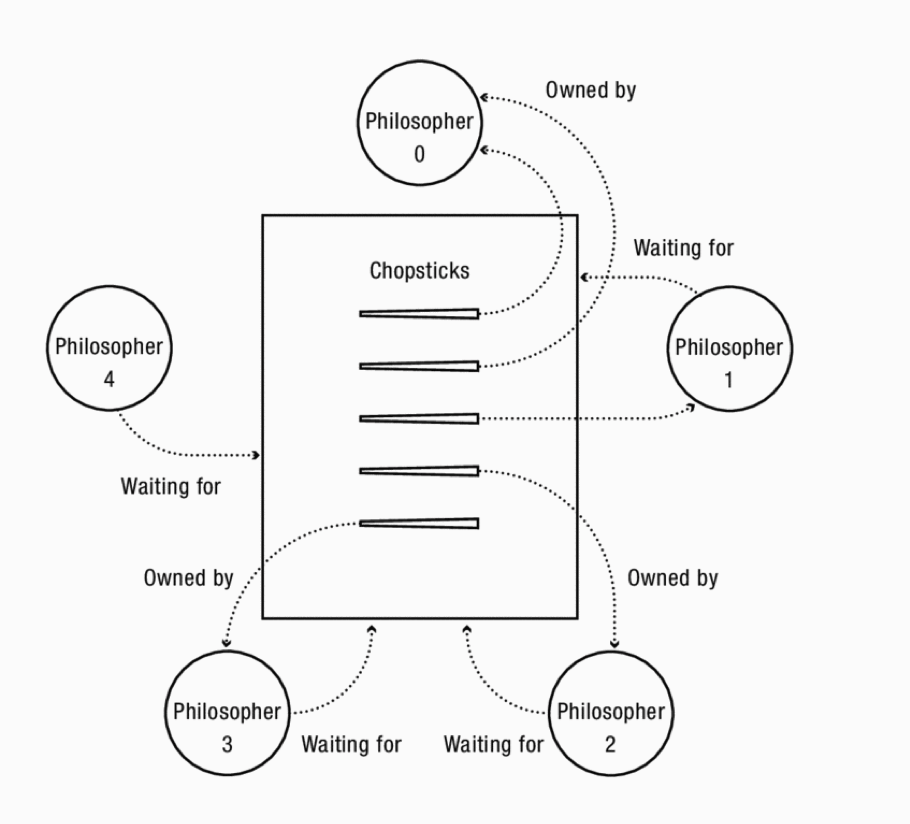 Owned by
Philosopher
0
Waiting for
Chopsticks
Philosopher
4
Philosopher
1
Waiting for
Owned by
Owned by
Philosopher
3
Waiting for
Waiting for
Philosopher
2